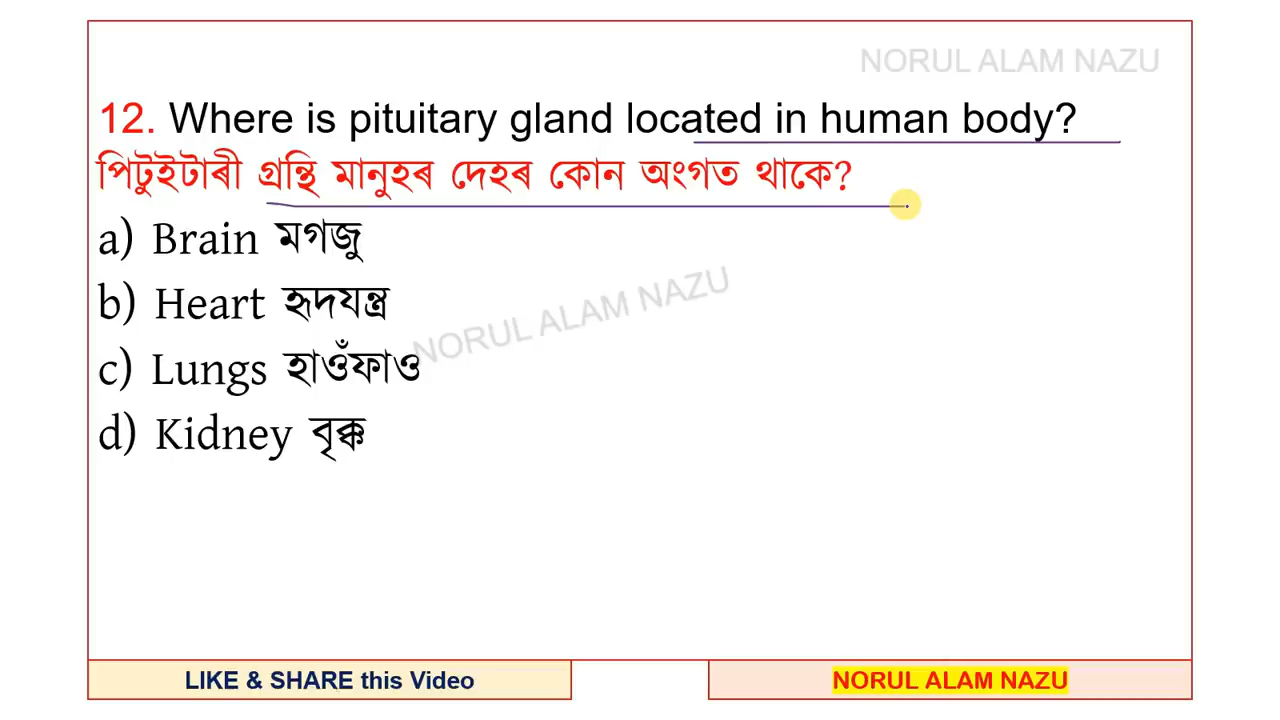 NORUL ALAM NAZU
12. Where is pituitary gland located in human body?
পিটুইটাৰী গ্ৰন্থি মানুহৰ দেহৰ কোন অংগত থাকে?
a) Brain মগজু
b) Heart হৃদযন্ত্ৰ
NORUL ALAM NAZU
c) Lungs হাওঁফাও
d) Kidney বৃক্ক
LIKE & SHARE this Video
NORUL ALAM NAZU